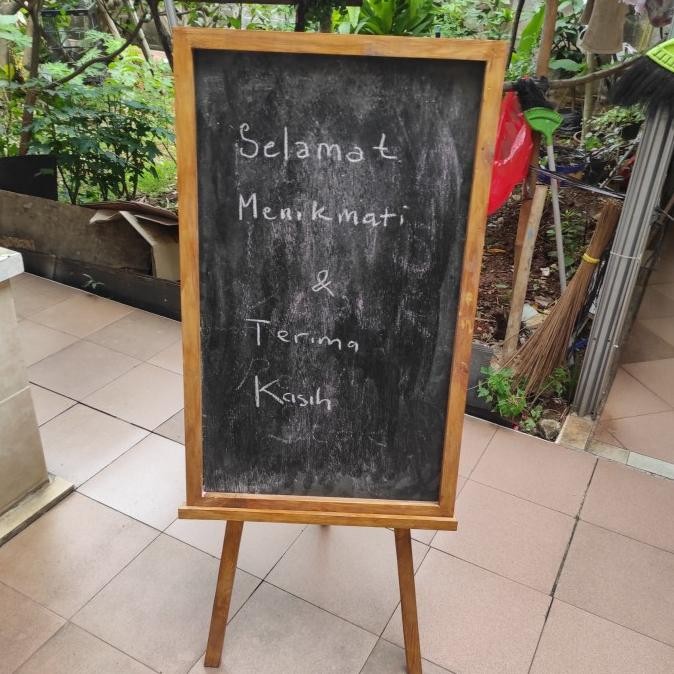 Selamat
Menikmati
&
Terima
Kasih